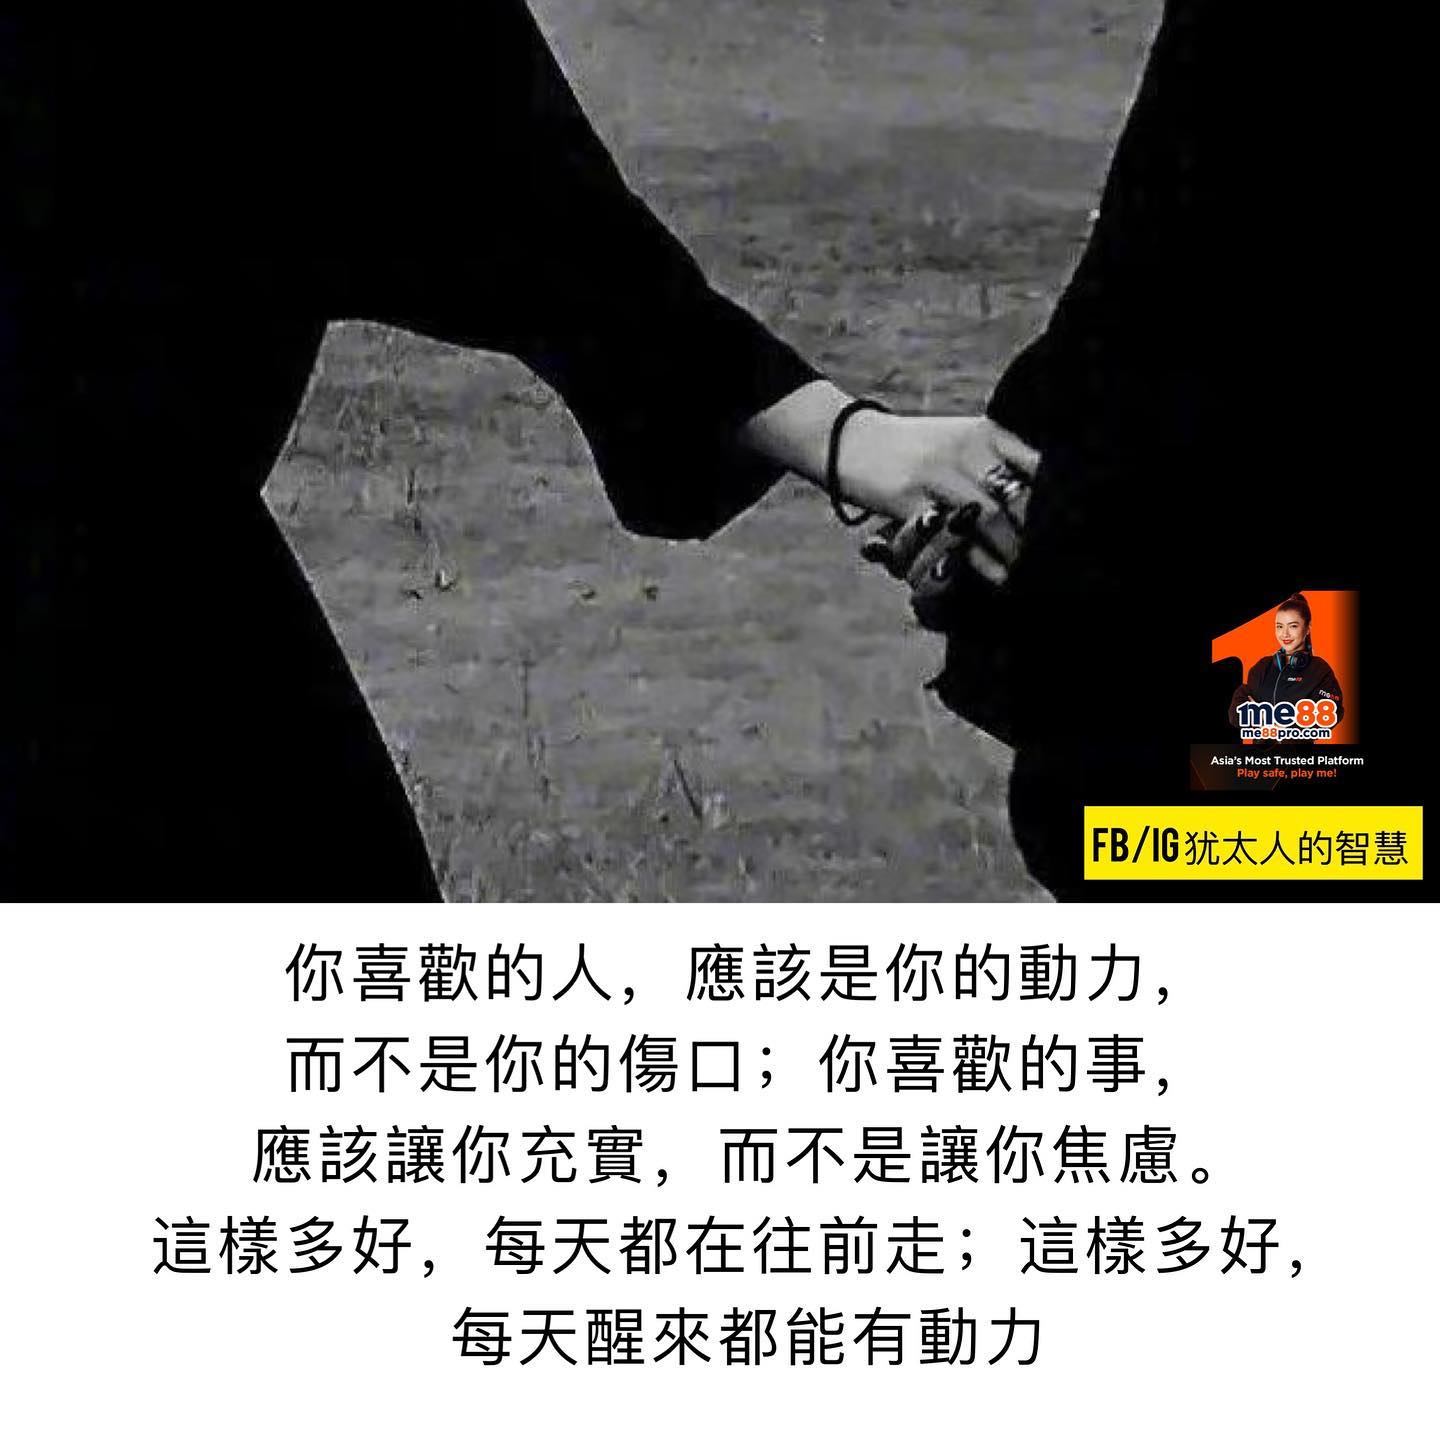 me88
me88pro.com
Asia's Most Trusted Platform
Play safe, play me!
FB/IG犹太人的智慧
你喜歡的人，應該是你的動力，
而不是你的傷口；你喜歡的事，
應該讓你充實，而不是讓你焦慮。
這樣多好，每天都在往前走；這樣多好，
每天醒來都能有動力